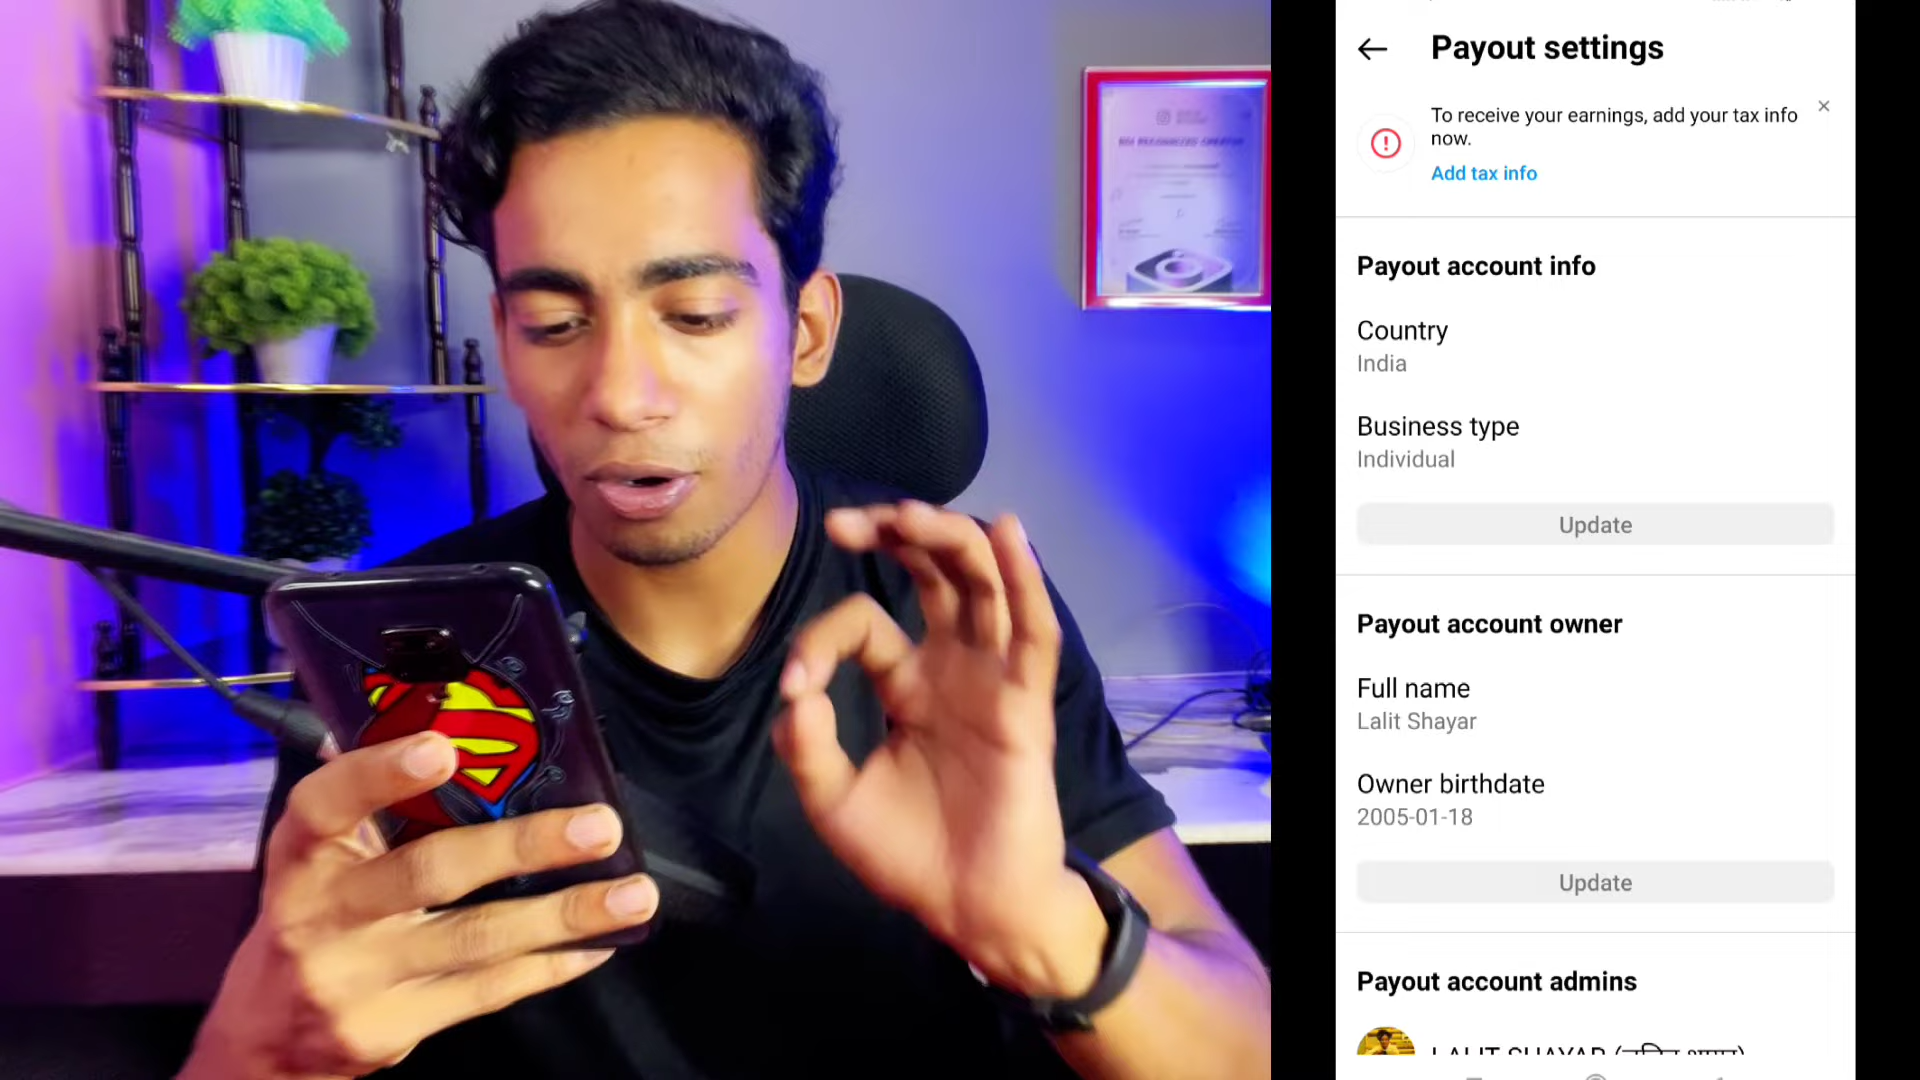 Payout settings
To receive your earnings, add your tax info
now.
Add tax info
Payout account info
Country
India
Business type
Individual
Update
Payout account owner
Full name
Lalit Shayar
Owner birthdate
2005-01-18
Update
Payout account admins
LALIT SHAYAR